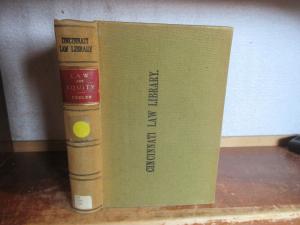 CINCINNATI
LAW LIBRARY
LAW
AND
EQUITY
CINCINNATI LAW LIBRARY.